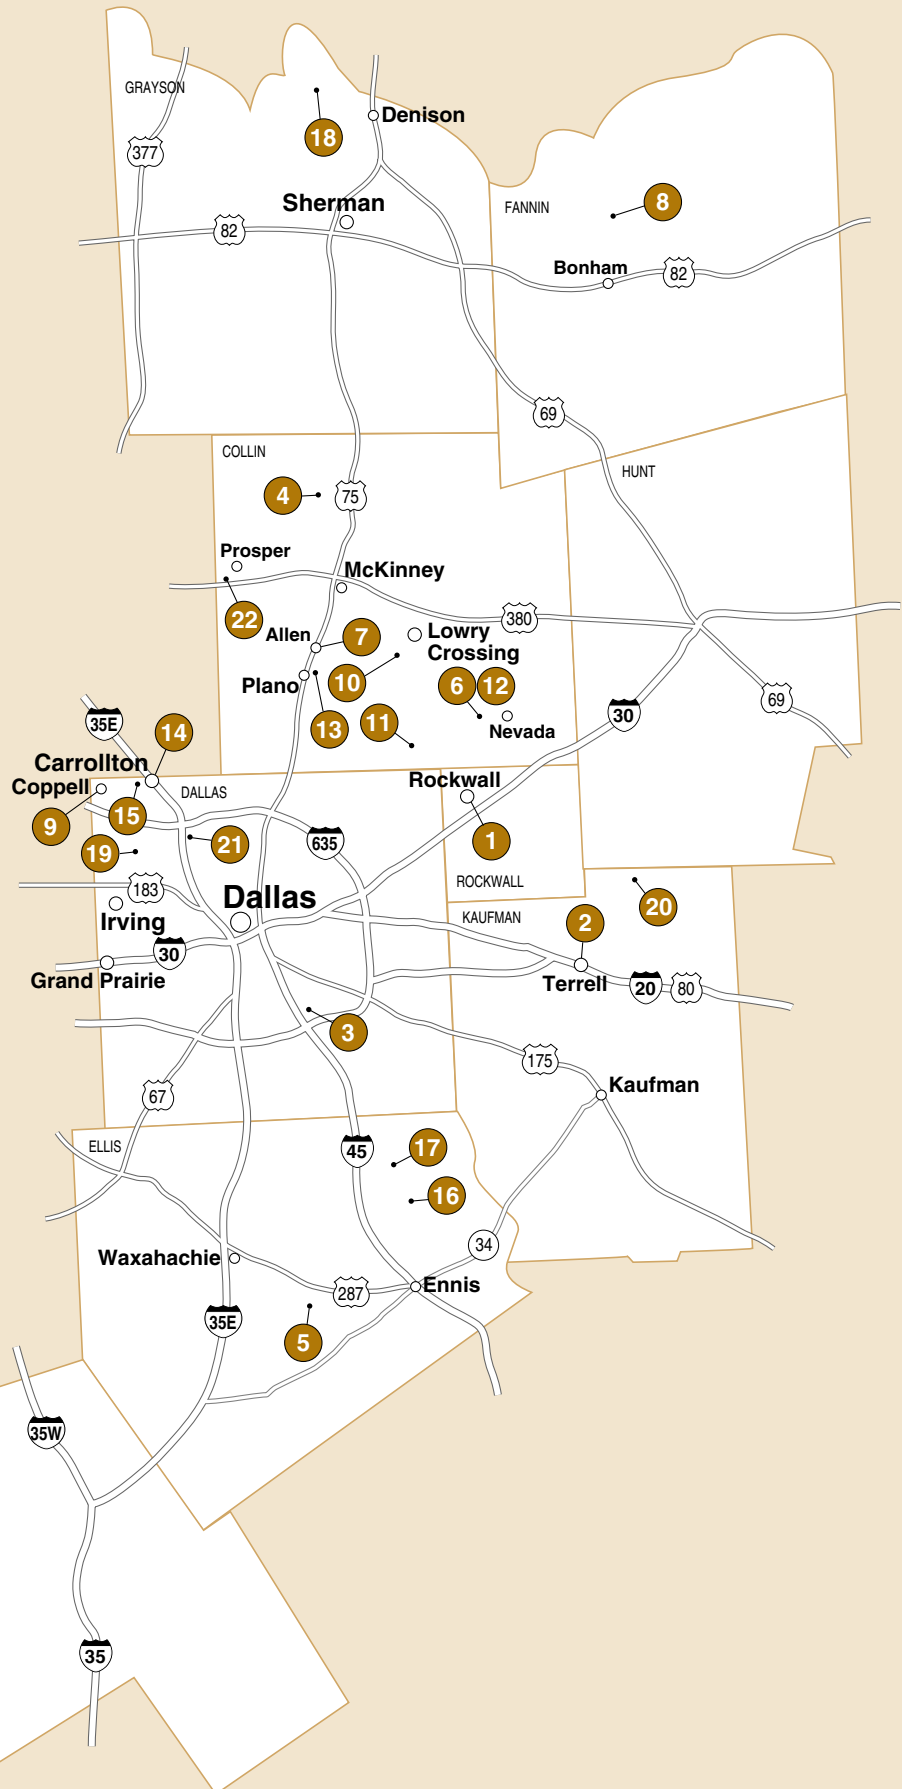 GRAYSON
Denison
18
377
Sherman
8
FANNIN
82
Bonham
82
69
COLLIN
HUNT
4
75
Prosper
McKinney
22
380
Allen
7
Lowry
Crossing
Plano
10
6
12
69
30
13
11
Nevada
35E
14
Carrollton
Coppell
DALLAS
Rockwall
9
15
21
635
1
19
183
ROCKWALL
Dallas
20
Irving
KAUFMAN
2
30
Grand Prairie
Terrell
20
80
3
175
67
Kaufman
ELLIS
45
17
16
34
Waxahachie
287
Ennis
35E
5
35W
35